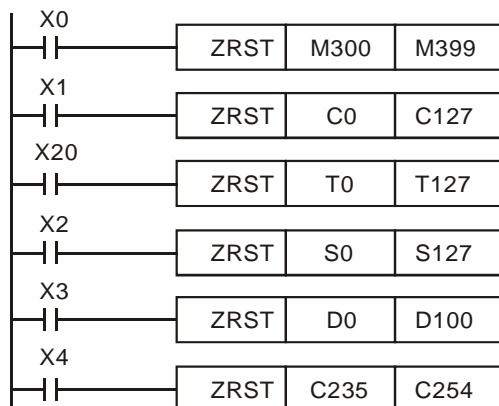 X0
ZRST M300 M399
X1
ZRST C0 C127
X20
ZRST T0 T127
X2
ZRST S0 S127
X3
ZRST D0 D100
X4
ZRST C235 C254